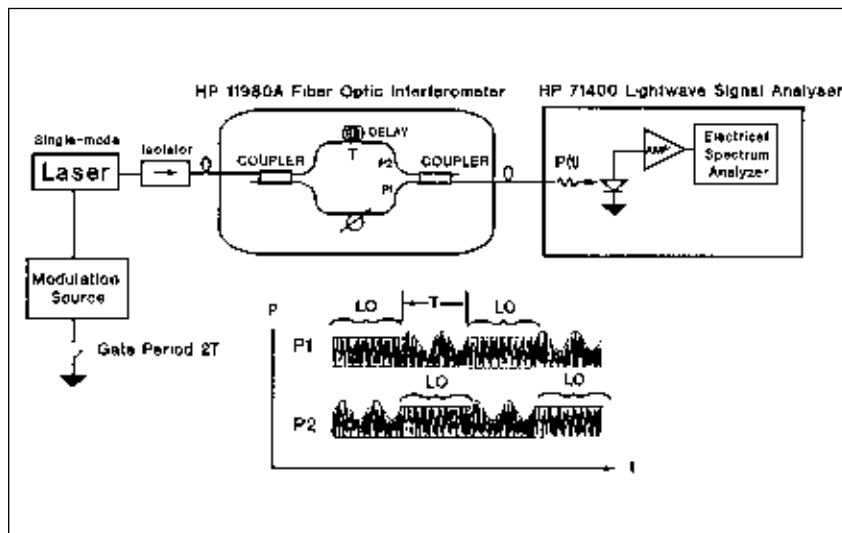 HP 11980A Fiber Optic Interferometer
HP 71400 Lightwave Signal Analyser
Single-mode
Laser
Isolator
COUPLER
DELAY
T
P2
P1
COUPLER
P(t)
AMP
Electrical
Spectrum
Analyzer
Modulation
Source
Gate Period 2T
P
LO
T
LO
P1
LO
LO
P2
t